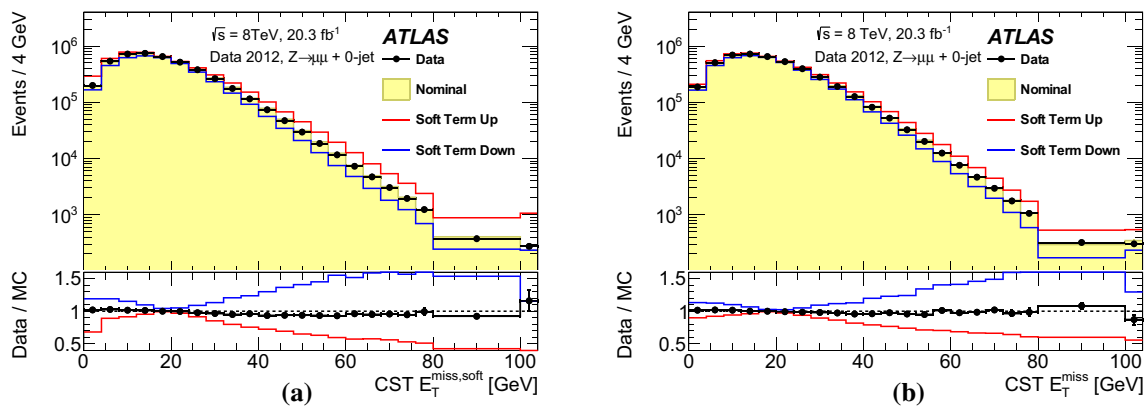 √s = 8TeV, 20.3 fb⁻¹
Data 2012, Z→μμ + 0-jet
ATLAS
Data
Nominal
Soft Term Up
Soft Term Down
Events / 4 GeV
10⁶
10⁵
10⁴
10³
Data / MC
1.5
1
0.5
0 20 40 60 80 100
CST E_T^miss,soft [GeV]
(a)
√s = 8 TeV, 20.3 fb⁻¹
Data 2012, Z→μμ + 0-jet
ATLAS
Data
Nominal
Soft Term Up
Soft Term Down
Events / 4 GeV
10⁶
10⁵
10⁴
10³
Data / MC
1.5
1
0.5
0 20 40 60 80 100
CST E_T^miss [GeV]
(b)